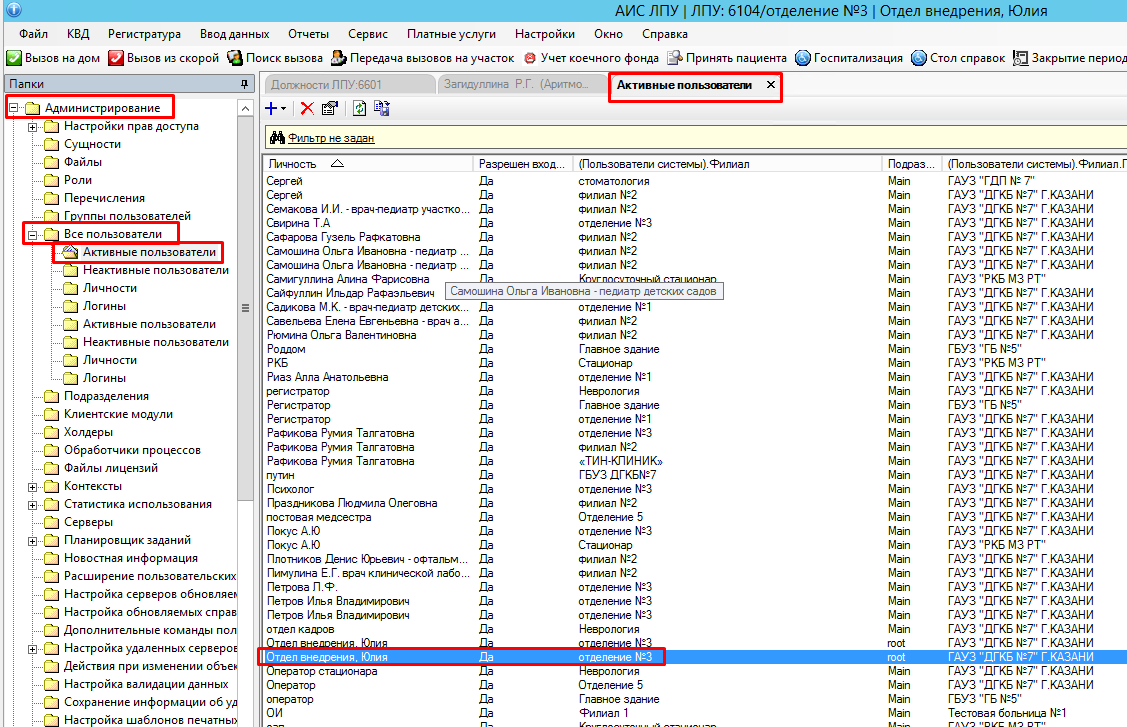 АИС ЛПУ | ЛПУ: 6104/отделение №3 | Отдел внедрения, Юлия
Файл КВД Регистратура Ввод данных Отчеты Сервис Платные услуги Настройки Окно Справка
Вызов на дом Вызов из скорой Поиск вызова Передача вызовов на участок Учет коечного фонда Принять пациента Госпитализация Стол справок Закрытие период
Папки
Администрирование
Настройки прав доступа
Сущности
Файлы
Роли
Перечисления
Группы пользователей
Все пользователи
Активные пользователи
Неактивные пользователи
Личности
Логины
Активные пользователи
Неактивные пользователи
Личности
Логины
Подразделения
Клиентские модули
Холдеры
Обработчики процессов
Файлы лицензий
Контексты
Статистика использования
Серверы
Планировщик заданий
Новостная информация
Расширение пользовательских
Настройка серверов обновлен
Настройка обновляемых справ
Дополнительные команды пол
Настройка удаленных серверов
Действия при изменении объек
Настройка валидации данных
Сохранение информации об уд
Настройка шаблонов печатны
Должности ЛПУ:6601 Загидуллина Р.Г. (Аритмо... Активные пользователи ×
Фильтр не задан
Личность Разрешен вход... (Пользователи системы).Филиал Подраз... (Пользователи системы).Филиал.Г
Сергей Да стоматология Main ГАУЗ "ГДП № 7"
Сергей Да филиал №2 Main ГАУЗ "ДГКБ №7" Г.КАЗАНИ
Семакова И.И. - врач-педиатр участко... Да филиал №2 Main ГАУЗ "ДГКБ №7" Г.КАЗАНИ
Свирина Т.А Да отделение №3 Main ГАУЗ "ДГКБ №7" Г.КАЗАНИ
Сафарова Гузель Рафкатовна Да филиал №2 Main ГАУЗ "ДГКБ №7" Г.КАЗАНИ
Самошина Ольга Ивановна - педиатр ... Да филиал №2 Main ГАУЗ "ДГКБ №7" Г.КАЗАНИ
Самошина Ольга Ивановна - педиатр ... Да филиал №2 Main ГАУЗ "ДГКБ №7" Г.КАЗАНИ
Самигуллина Алина Фарисовна Да Круглосуточный стационар Main ГАУЗ "РКБ МЗ РТ"
Сайфуллин Ильдар Рафаэльевич Самошина Ольга Ивановна - педиатр детских садов Main ГАУЗ "ДГКБ №7" Г.КАЗАНИ
Садикова М.К. - врач-педиатр детских... Да отделение №1 Main ГАУЗ "ДГКБ №7" Г.КАЗАНИ
Савельева Елена Евгеньевна - врач а... Да филиал №2 Main ГАУЗ "ДГКБ №7" Г.КАЗАНИ
Рюмина Ольга Валентиновна Да филиал №2 Main ГАУЗ "ДГКБ №7" Г.КАЗАНИ
Роддом Да Главное здание Main ГБУЗ "ГБ №5"
РКБ Да Стационар Main ГАУЗ "РКБ МЗ РТ"
Риаз Алла Анатольевна Да отделение №1 Main ГАУЗ "ДГКБ №7" Г.КАЗАНИ
регистратор Да Неврология Main ГАУЗ "ДГКБ №7" Г.КАЗАНИ
Регистратор Да Главное здание Main ГБУЗ "ГБ №5"
Регистратор Да отделение №1 Main ГАУЗ "ДГКБ №7" Г.КАЗАНИ
Рафикова Румия Талгатовна Да отделение №3 Main ГАУЗ "ДГКБ №7" Г.КАЗАНИ
Рафикова Румия Талгатовна Да филиал №2 Main ГАУЗ "ДГКБ №7" Г.КАЗАНИ
Рафикова Румия Талгатовна Да «ТИН-КЛИНИК» Main ГАУЗ "ДГКБ №7" Г.КАЗАНИ
путин Да ГБУЗ ДГКБ№7 Main ГАУЗ "ДГКБ №7" Г.КАЗАНИ
Психолог Да отделение №3 Main ГАУЗ "ДГКБ №7" Г.КАЗАНИ
Праздникова Людмила Олеговна Да филиал №2 Main ГАУЗ "ДГКБ №7" Г.КАЗАНИ
постовая медсестра Да Отделение 5 Main ГАУЗ "ДГКБ №7" Г.КАЗАНИ
Покус А.Ю Да отделение №3 Main ГАУЗ "ДГКБ №7" Г.КАЗАНИ
Покус А.Ю Да Стационар Main ГАУЗ "РКБ МЗ РТ"
Плотников Денис Юрьевич - офтальм... Да филиал №2 Main ГАУЗ "ДГКБ №7" Г.КАЗАНИ
Пимулина Е.Г. врач клинической лабо... Да филиал №2 Main ГАУЗ "ДГКБ №7" Г.КАЗАНИ
Петрова Л.Ф. Да отделение №3 Main ГАУЗ "ДГКБ №7" Г.КАЗАНИ
Петров Илья Владимирович Да отделение №3 Main ГАУЗ "ДГКБ №7" Г.КАЗАНИ
Петров Илья Владимирович Да отделение №3 Main ГАУЗ "ДГКБ №7" Г.КАЗАНИ
отдел кадров Да Неврология Main ГАУЗ "ДГКБ №7" Г.КАЗАНИ
Отдел внедрения, Юлия Да отделение №3 root ГАУЗ "ДГКБ №7" Г.КАЗАНИ
Отдел внедрения, Юлия Да отделение №3 root ГАУЗ "ДГКБ №7" Г.КАЗАНИ
Оператор стационара Да Неврология Main ГАУЗ "ДГКБ №7" Г.КАЗАНИ
Оператор Да Отделение 5 Main ГАУЗ "ДГКБ №7" Г.КАЗАНИ
оператор Да Главное здание Main ГБУЗ "ГБ №5"
ОИ Да Филиал 1 Main Тестовая больница №1
Да Круглосуточный стационар Main ГАУЗ "РКБ МЗ РТ"